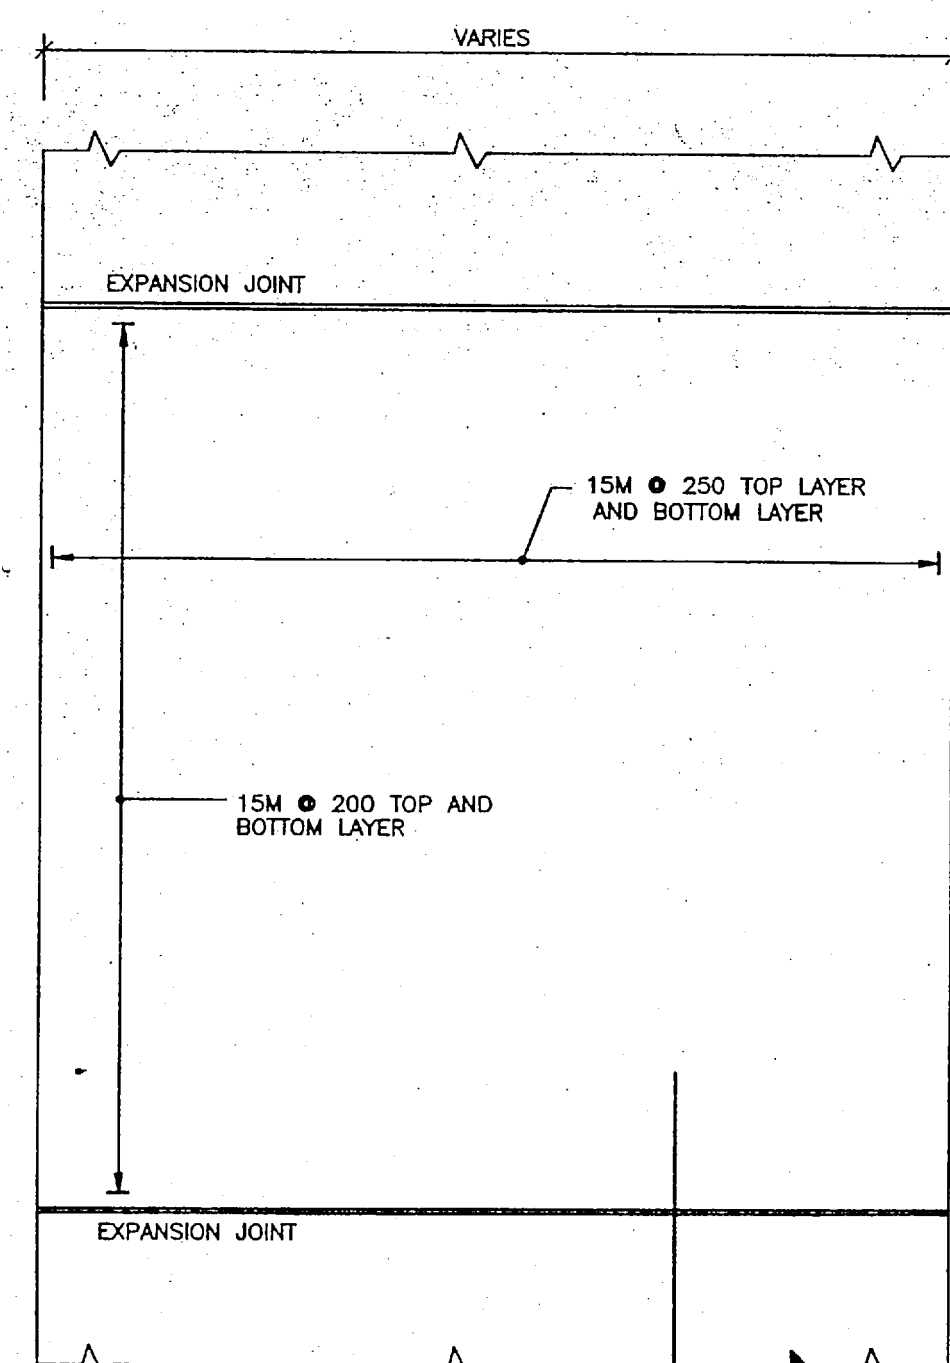 VARIES
EXPANSION JOINT
15M @ 250 TOP LAYER
AND BOTTOM LAYER
15M @ 200 TOP AND
BOTTOM LAYER
EXPANSION JOINT